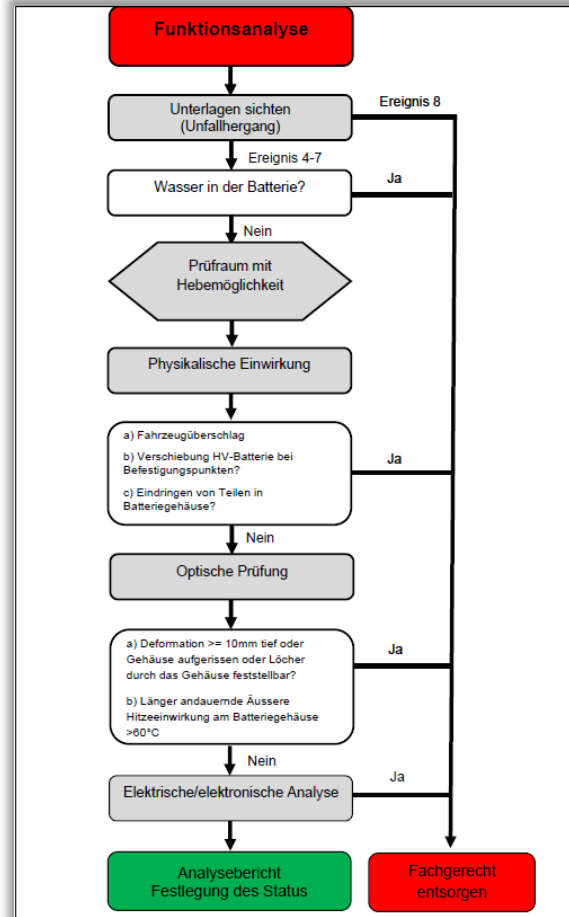 Funktionsanalyse
Unterlagen sichten
(Unfallhergang)
Ereignis 8
Ereignis 4-7
Wasser in der Batterie?
Ja
Nein
Prüfraum mit
Hebemöglichkeit
Physikalische Einwirkung
a) Fahrzeugüberschlag
b) Verschiebung HV-Batterie bei
Befestigungspunkten?
c) Eindringen von Teilen in
Batteriegehäuse?
Ja
Nein
Optische Prüfung
a) Deformation >= 10mm tief oder
Gehäuse aufgerissen oder Löcher
durch das Gehäuse feststellbar?
b) Länger andauernde Äussere
Hitzeeinwirkung am Batteriegehäuse
>60°C
Ja
Nein
Elektrische/elektronische Analyse
Ja
Analysebericht
Festlegung des Status
Fachgerecht
entsorgen